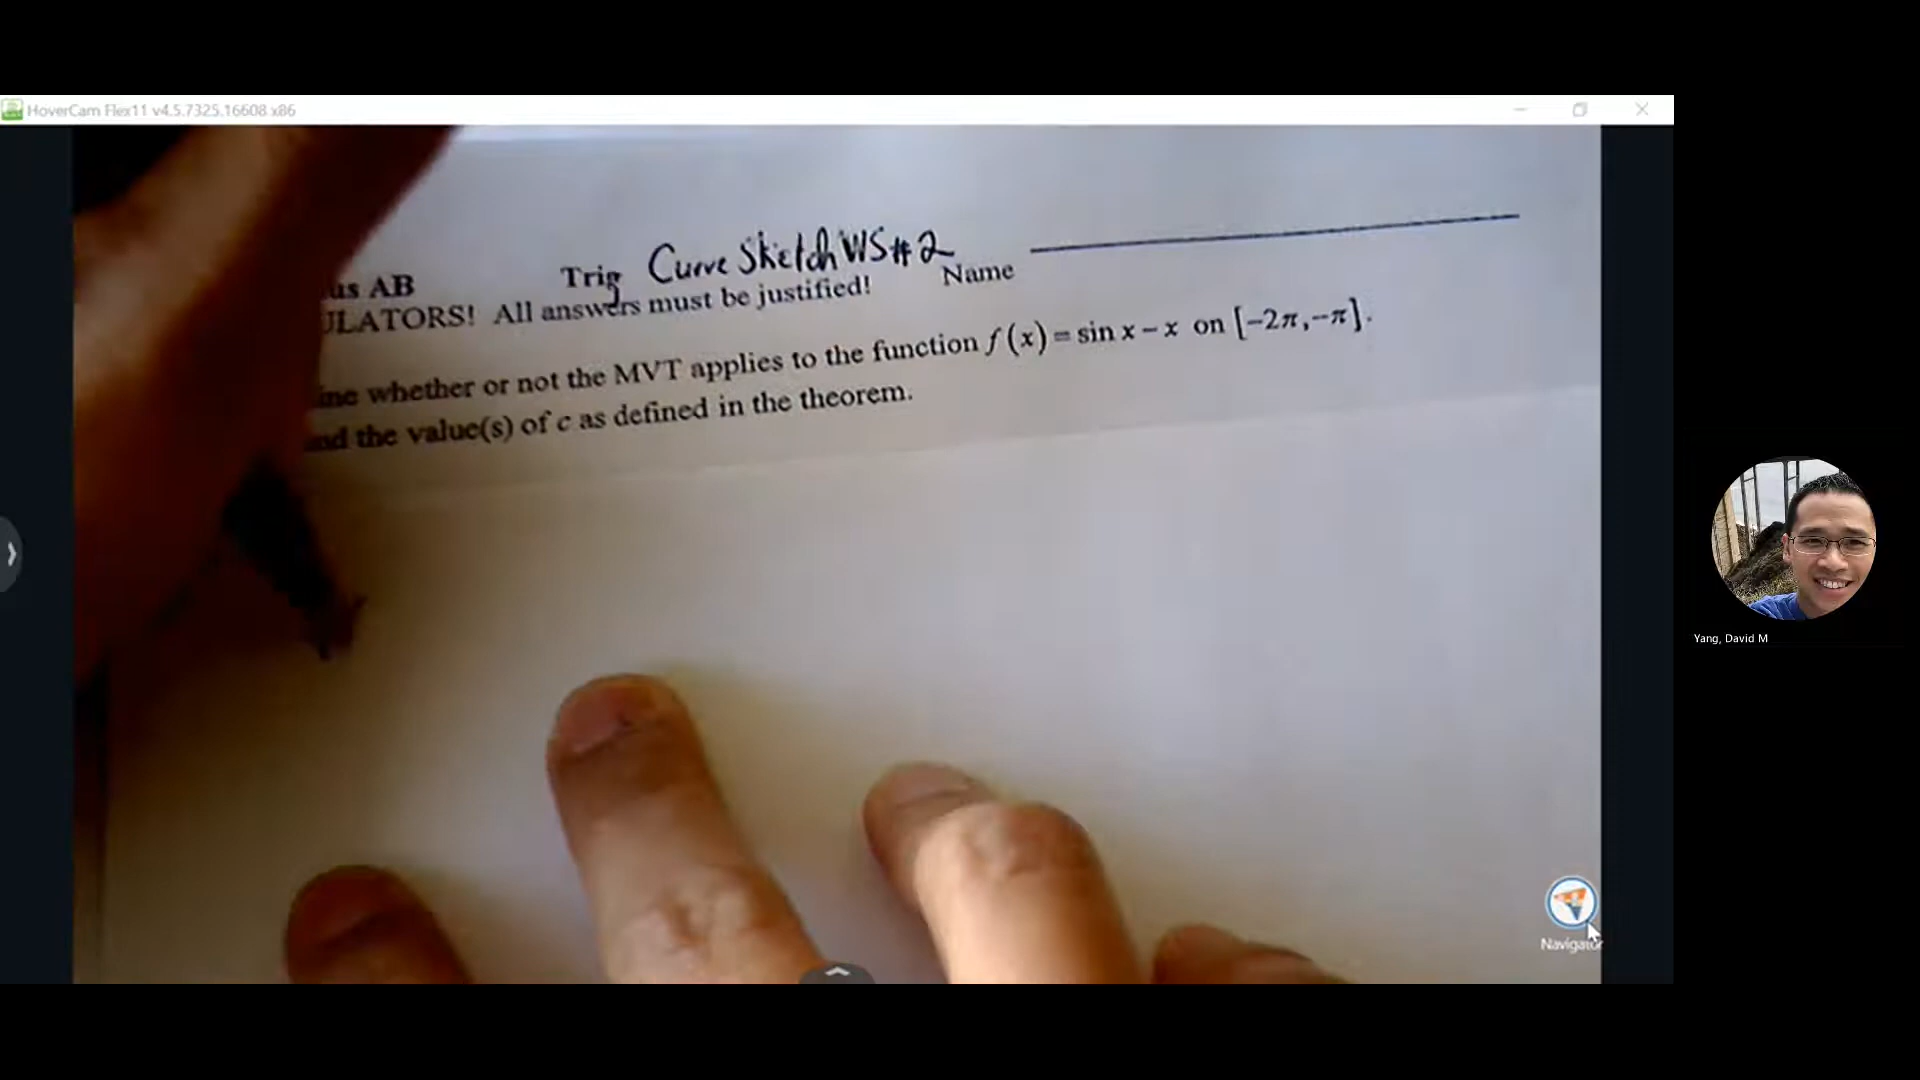 HoverCam Flex11 v4.5.7325.16608 x86
Trig Curve Sketch WS #2
us AB Name
ULATORS! All answers must be justified!
ine whether or not the MVT applies to the function f(x) = sin x − x on [−2π, −π].
nd the value(s) of c as defined in the theorem.
Yang, David M
Navigator